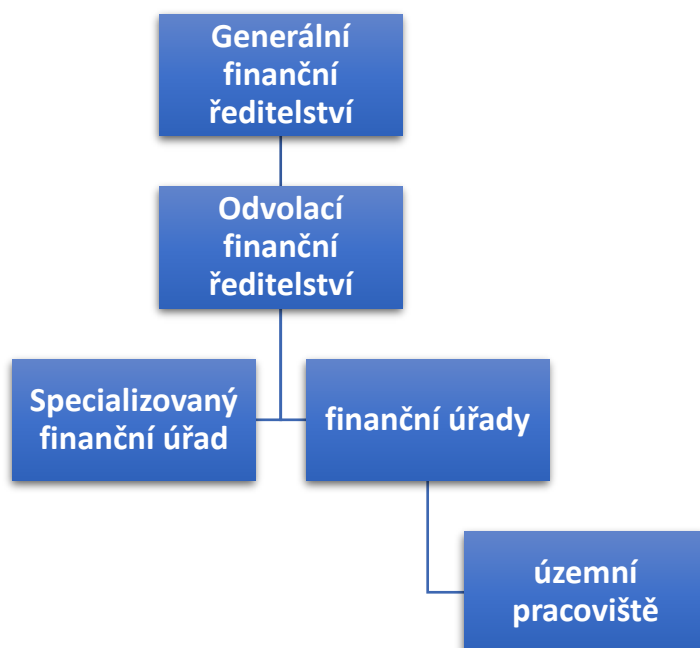 Generální
finanční
ředitelství
Odvolací
finanční
ředitelství
Specializovaný
finanční úřad
finanční úřady
územní
pracoviště